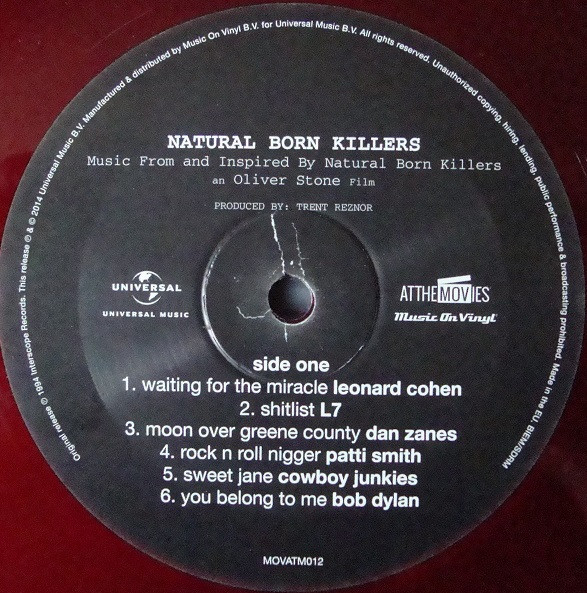 Original release ℗ 1994 Interscope Records. This release ℗ & © 2014 Universal Music B.V. Manufactured & distributed by Music On Vinyl B.V. for Universal Music B.V. All rights reserved. Unauthorized copying, hiring, lending, public performance & broadcasting prohibited. Made in the EU. BIEM/SDRM
NATURAL BORN KILLERS
Music From and Inspired By Natural Born Killers
an Oliver Stone Film
PRODUCED BY: TRENT REZNOR
UNIVERSAL
UNIVERSAL MUSIC
ATTHEMOVIES
Music On Vinyl
side one
1. waiting for the miracle leonard cohen
2. shitlist L7
3. moon over greene county dan zanes
4. rock n roll nigger patti smith
5. sweet jane cowboy junkies
6. you belong to me bob dylan
MOVATM012